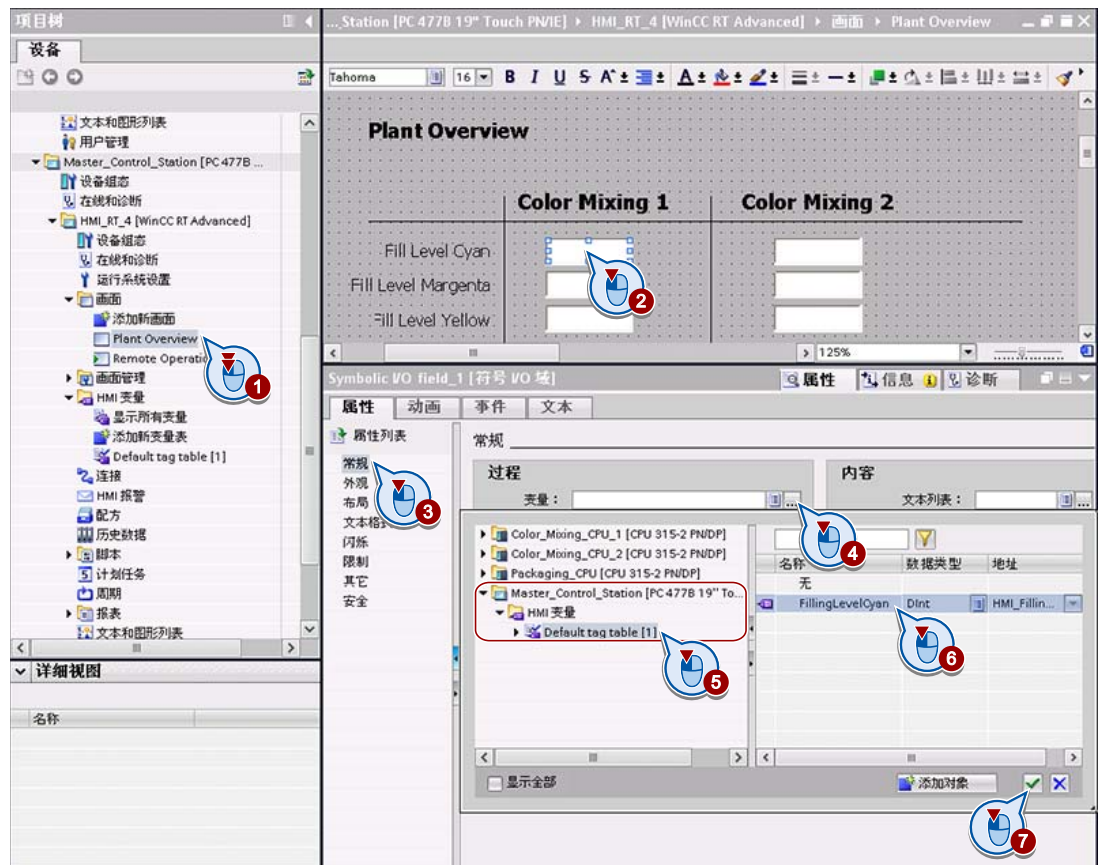 项目树
设备
文本和图形列表
用户管理
Master_Control_Station [PC 477B ...
设备组态
在线和诊断
HMI_RT_4 [WinCC RT Advanced]
设备组态
在线和诊断
运行系统设置
画面
添加新画面
Plant Overview
Remote Operati
1
画面管理
HMI 变量
显示所有变量
添加新变量表
Default tag table [1]
连接
HMI 报警
配方
历史数据
脚本
计划任务
周期
报表
文本和图形列表
详细视图
名称
..._Station [PC 477B 19" Touch PN/IE] HMI_RT_4 [WinCC RT Advanced] 画面 Plant Overview
Tahoma 16 B I U S A
Plant Overview
Color Mixing 1 Color Mixing 2
Fill Level Cyan
2
Fill Level Margenta
Fill Level Yellow
125%
Symbolic I/O field_1 [符号 I/O 域] 属性 信息 诊断
属性 动画 事件 文本
属性列表
常规
外观
布局
文本格式
闪烁
限制
其它
安全
3
常规
过程 内容
变量： 文本列表：
4
Color_Mixing_CPU_1 [CPU 315-2 PN/DP]
Color_Mixing_CPU_2 [CPU 315-2 PN/DP]
Packaging_CPU [CPU 315-2 PN/DP]
Master_Control_Station [PC 477B 19" To...
HMI 变量
Default tag table [1]
5
名称 数据类型 地址
无
FillingLevelCyan DInt HMI_Fillin...
6
显示全部 添加对象
7